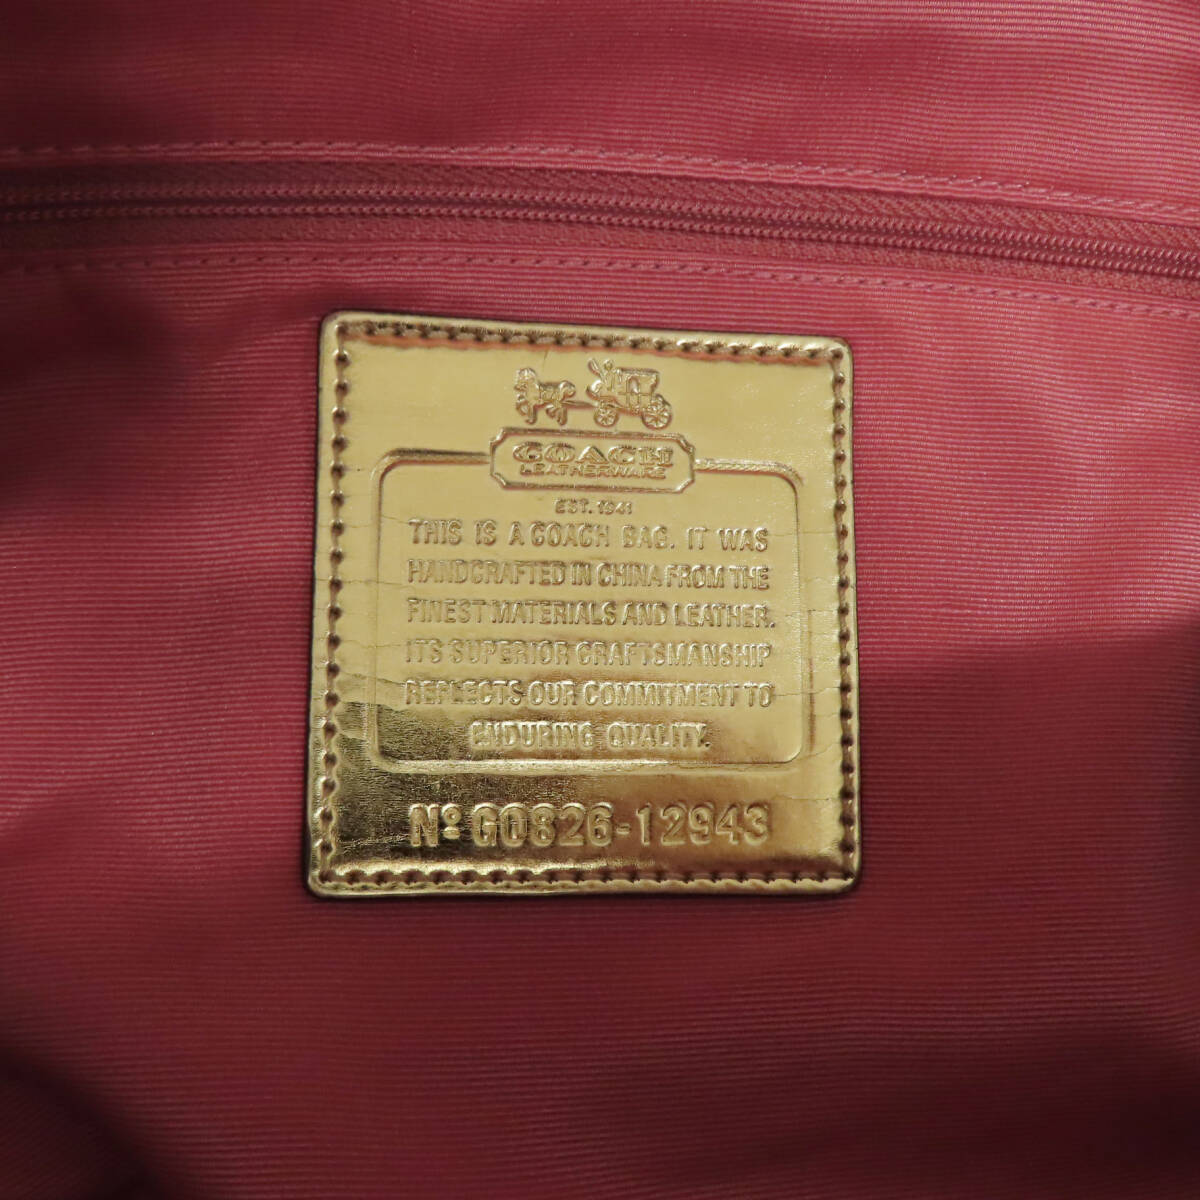 COACH
LEATHERWARE
EST. 1941
THIS IS A COACH BAG. IT WAS
HANDCRAFTED IN CHINA FROM THE
FINEST MATERIALS AND LEATHER.
ITS SUPERIOR CRAFTSMANSHIP
REFLECTS OUR COMMITMENT TO
ENDURING QUALITY.
Nº G0826-12943